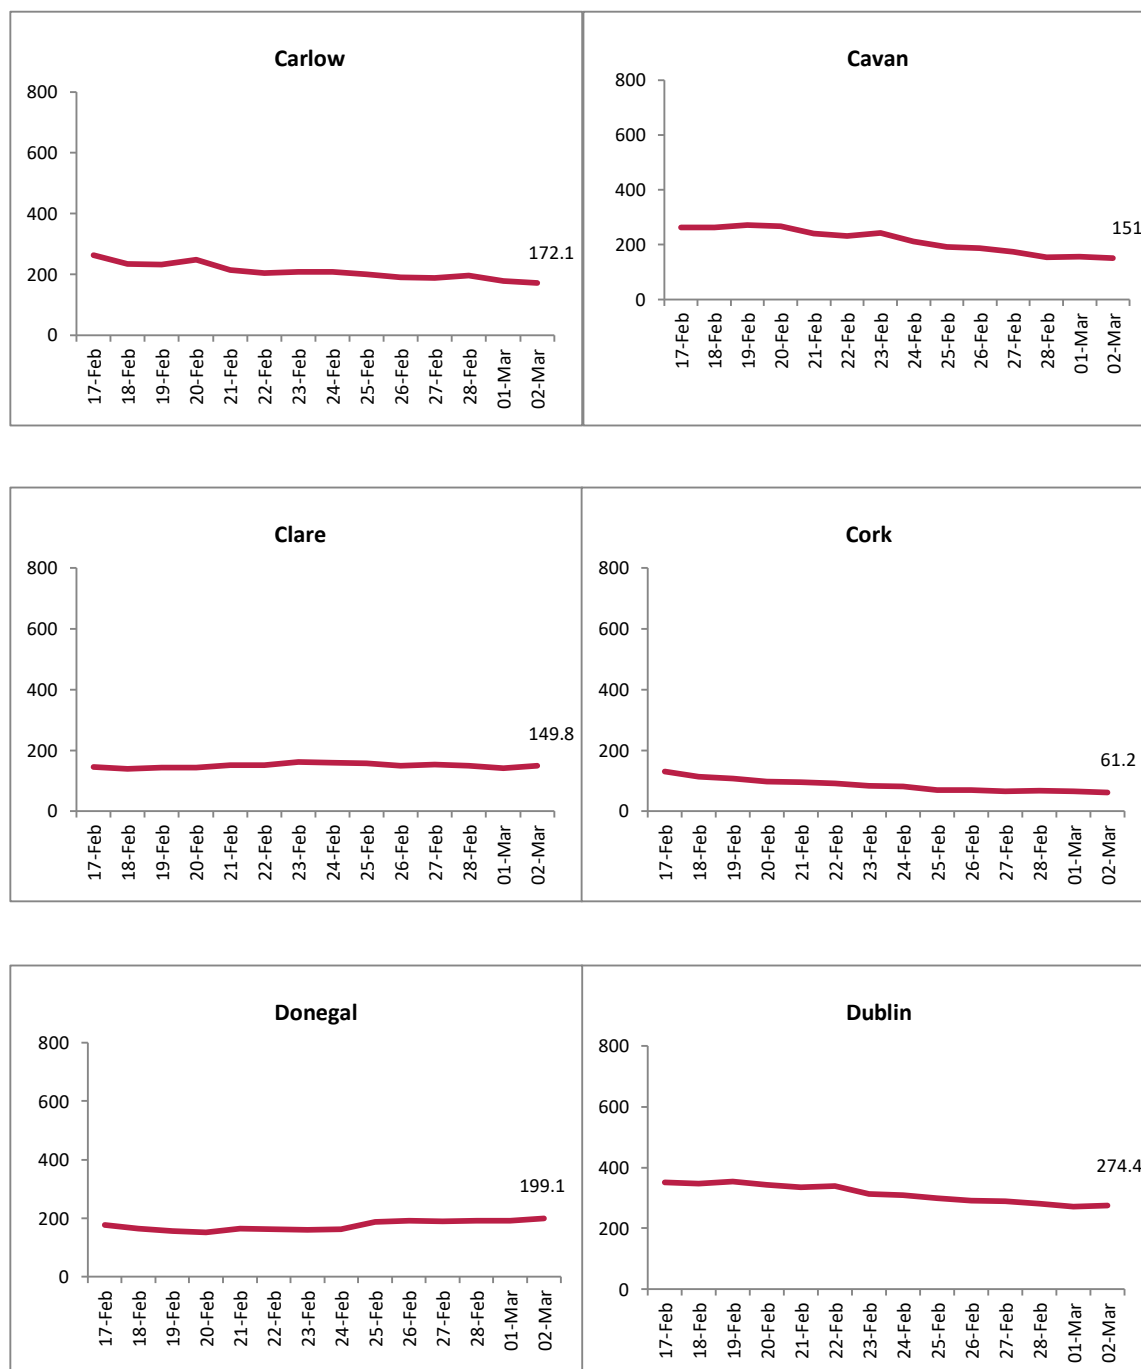 Carlow
800
600
400
200
0
172.1
17-Feb
18-Feb
19-Feb
20-Feb
21-Feb
22-Feb
23-Feb
24-Feb
25-Feb
26-Feb
27-Feb
28-Feb
01-Mar
02-Mar
Cavan
800
600
400
200
0
151
17-Feb
18-Feb
19-Feb
20-Feb
21-Feb
22-Feb
23-Feb
24-Feb
25-Feb
26-Feb
27-Feb
28-Feb
01-Mar
02-Mar
Clare
800
600
400
200
0
149.8
17-Feb
18-Feb
19-Feb
20-Feb
21-Feb
22-Feb
23-Feb
24-Feb
25-Feb
26-Feb
27-Feb
28-Feb
01-Mar
02-Mar
Cork
800
600
400
200
0
61.2
17-Feb
18-Feb
19-Feb
20-Feb
21-Feb
22-Feb
23-Feb
24-Feb
25-Feb
26-Feb
27-Feb
28-Feb
01-Mar
02-Mar
Donegal
800
600
400
200
0
199.1
17-Feb
18-Feb
19-Feb
20-Feb
21-Feb
22-Feb
23-Feb
24-Feb
25-Feb
26-Feb
27-Feb
28-Feb
01-Mar
02-Mar
Dublin
800
600
400
200
0
274.4
17-Feb
18-Feb
19-Feb
20-Feb
21-Feb
22-Feb
23-Feb
24-Feb
25-Feb
26-Feb
27-Feb
28-Feb
01-Mar
02-Mar